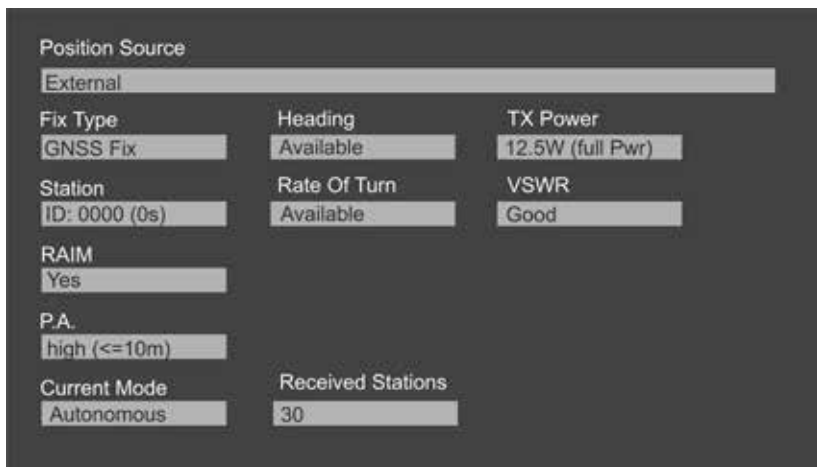 Position Source
External
Fix Type Heading TX Power
GNSS Fix Available 12.5W (full Pwr)
Station Rate Of Turn VSWR
ID: 0000 (0s) Available Good
RAIM
Yes
P.A.
high (<=10m)
Current Mode Received Stations
Autonomous 30